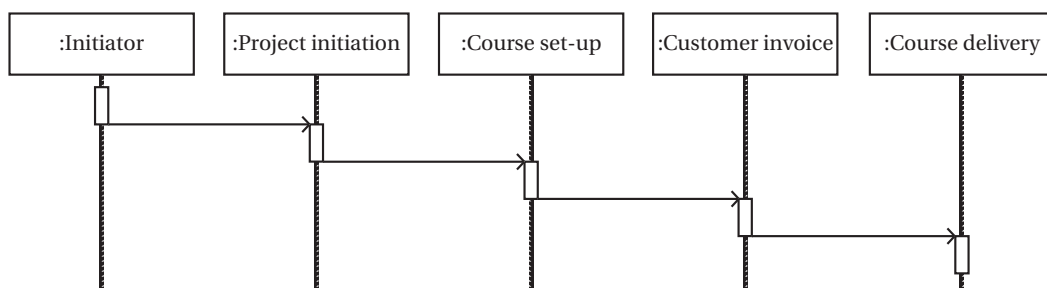 :Initiator
:Project initiation
:Course set-up
:Customer invoice
:Course delivery